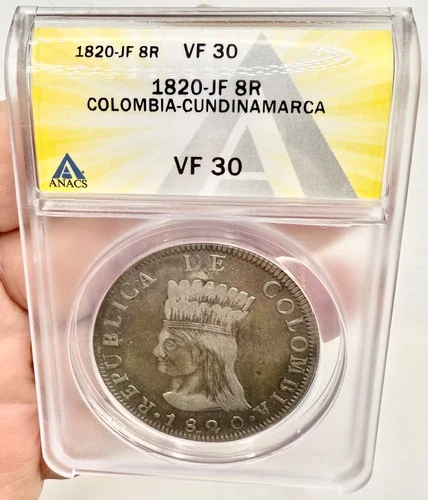 1820-JF 8R VF 30
1820-JF 8R
COLOMBIA-CUNDINAMARCA
VF 30
ANACS
REPUBLICA DE COLOMBIA
·1820·